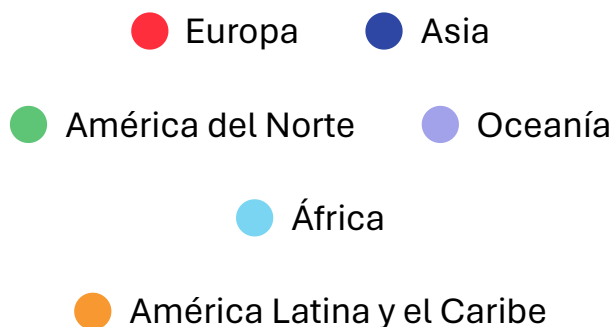 Europa Asia
América del Norte Oceanía
África
América Latina y el Caribe